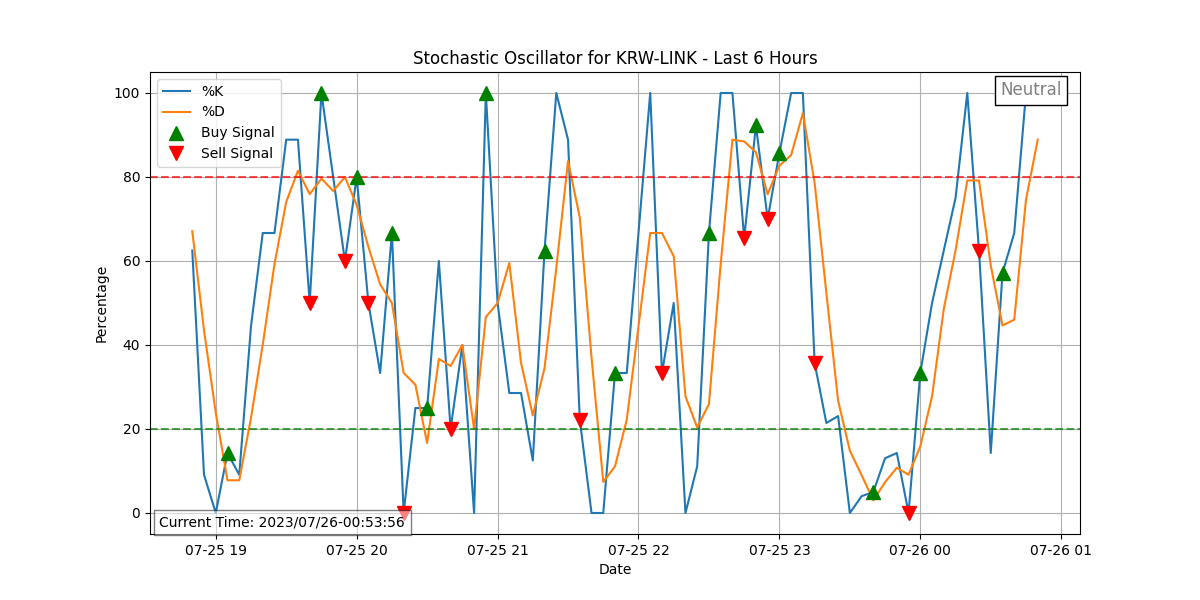 Stochastic Oscillator for KRW-LINK - Last 6 Hours
%K
%D
Buy Signal
Sell Signal
Neutral
100
80
60
40
20
0
Percentage
Current Time: 2023/07/26-00:53:56
07-25 19
07-25 20
07-25 21
07-25 22
07-25 23
07-26 00
07-26 01
Date